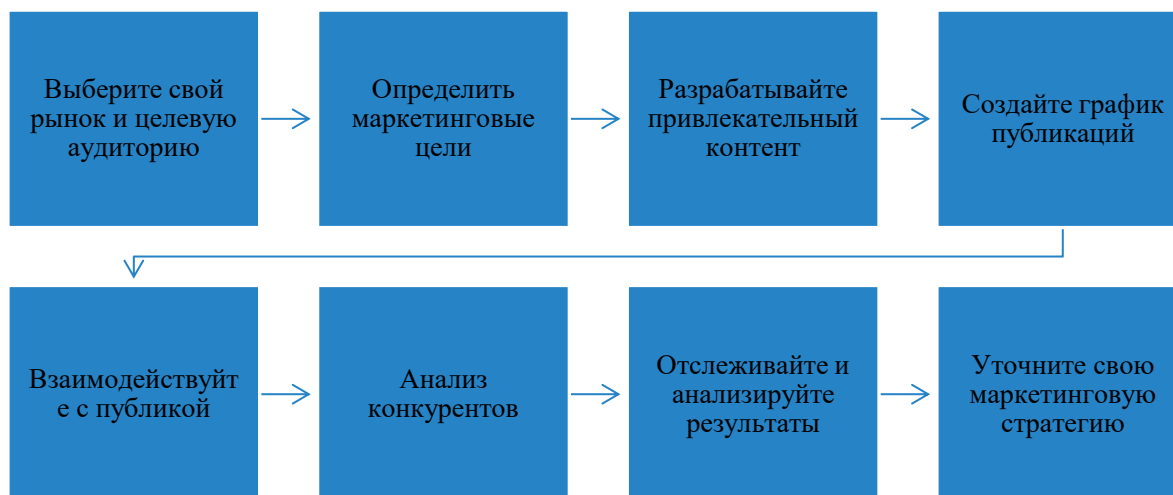 Выберите свой
рынок и целевую
аудиторию
Определить
маркетинговые
цели
Разрабатывайте
привлекательный
контент
Создайте график
публикаций
Взаимодействуйт
е с публикой
Анализ
конкурентов
Отслеживайте и
анализируйте
результаты
Уточните свою
маркетинговую
стратегию